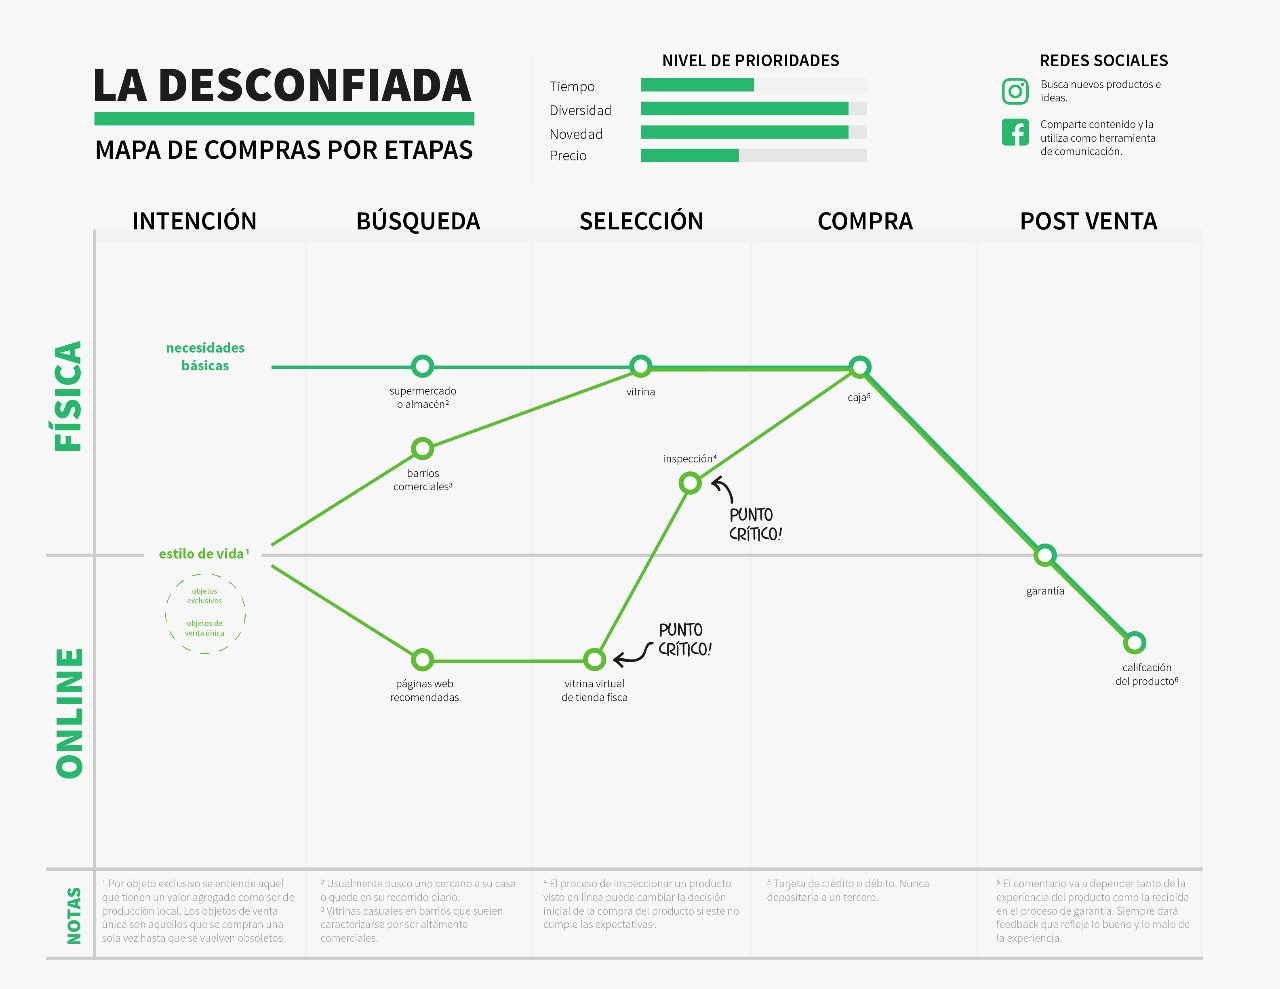 LA DESCONFIADA
MAPA DE COMPRAS POR ETAPAS
NIVEL DE PRIORIDADES
Tiempo
Diversidad
Novedad
Precio
REDES SOCIALES
Busca nuevos productos e
ideas.
Comparte contenido y la
utiliza como herramienta
de comunicación.
INTENCIÓN
BÚSQUEDA
SELECCIÓN
COMPRA
POST VENTA
FÍSICA
necesidades
básicas
supermercado
o almacén²
vitrina
caja⁵
barrios
comerciales³
inspección⁴
PUNTO
CRÍTICO!
estilo de vida¹
objetos
exclusivos
objetos de
venta única
garantía
ONLINE
PUNTO
CRÍTICO!
páginas web
recomendadas
vitrina virtual
de tienda fisca
califcación
del producto⁶
NOTAS
¹ Por objeto exclusivo se entiende aquel
que tienen un valor agregado como ser de
producción local. Los objetos de venta
única son aquellos que se compran una
sola vez hasta que se vuelven obsoletos.
² Usualmente busco uno cercano a su casa
o quede en su recorrido diario.
³ Vitrinas casuales en barrios que suelen
caracterizarse por ser altamente
comerciales.
⁴ El proceso de inspeccionar un producto
visto en línea puede cambiar la decisión
inicial de la compra del producto si este no
cumple las expectativas.
⁵ Tarjeta de crédito o débito. Nunca
depositaría a un tercero.
⁶ El comentario va a depender tanto de la
experiencia del producto como la recibida
en el proceso de garantía. Siempre dará
feedback que refleja lo bueno y lo malo de
la experiencia.